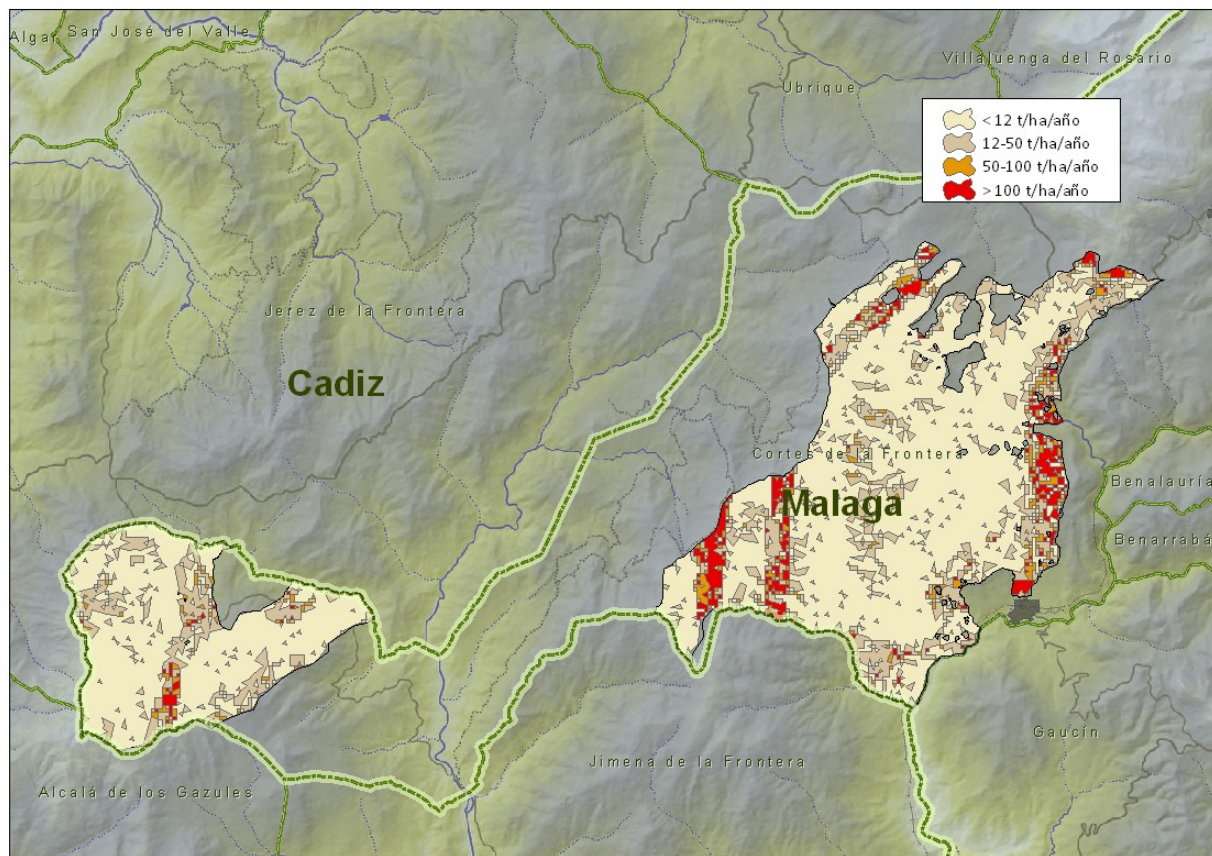 San José del Valle
Algar
Villaluenga del Rosario
Ubrique
< 12 t/ha/año
12-50 t/ha/año
50-100 t/ha/año
> 100 t/ha/año
Jerez de la Frontera
Cadiz
Cortes de la Frontera
Benalauría
Malaga
Benarrabá
Gaucín
Jimena de la Frontera
Alcalá de los Gazules